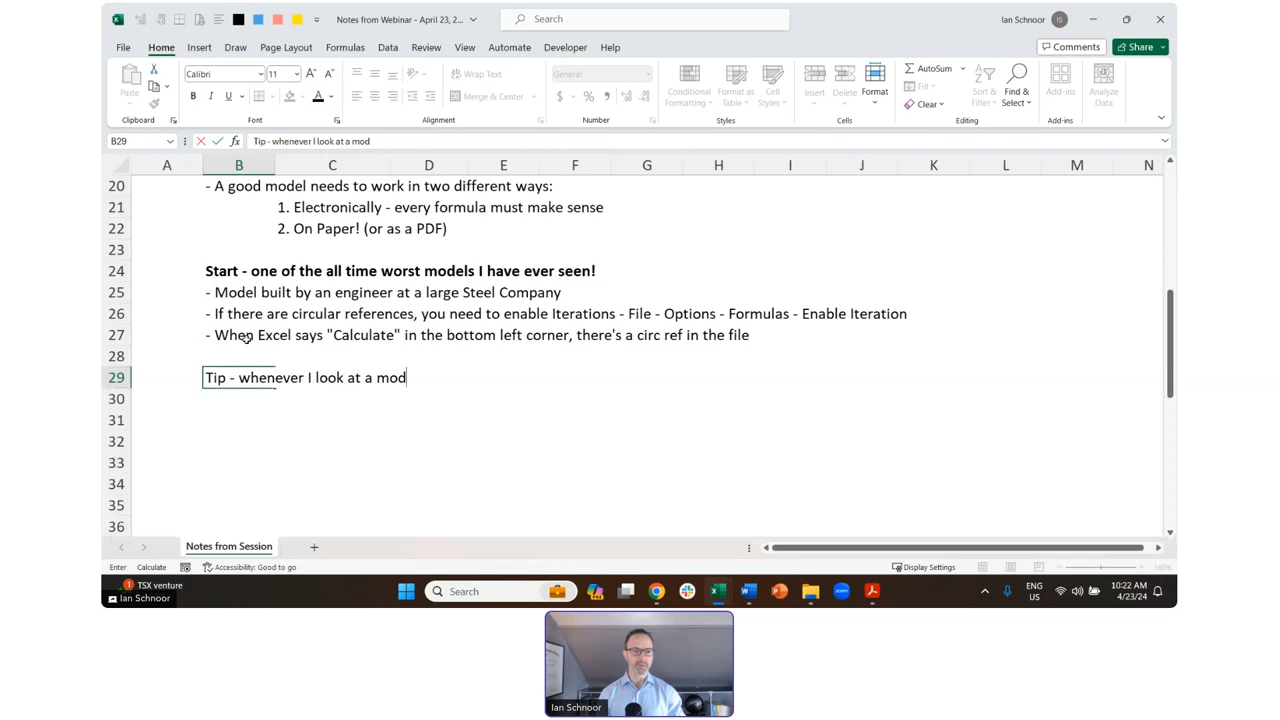 Notes from Webinar - April 23, 2...
Search
Ian Schnoor
IS
File Home Insert Draw Page Layout Formulas Data Review View Automate Developer Help
Comments
Share
Paste
Clipboard
Calibri
11
B I U
Font
Wrap Text
Merge & Center
Alignment
General
$ % 9
Number
Conditional Formatting
Format as Table
Cell Styles
Styles
Insert
Delete
Format
Cells
AutoSum
Fill
Clear
Sort & Filter
Find & Select
Editing
Add-ins
Add-ins
Analyze Data
B29
fx
Tip - whenever I look at a mod
A B C D E F G H I J K L M N
20 - A good model needs to work in two different ways:
21 1. Electronically - every formula must make sense
22 2. On Paper! (or as a PDF)
23
24 Start - one of the all time worst models I have ever seen!
25 - Model built by an engineer at a large Steel Company
26 - If there are circular references, you need to enable Iterations - File - Options - Formulas - Enable Iteration
27 - When Excel says "Calculate" in the bottom left corner, there's a circ ref in the file
28
29 Tip - whenever I look at a mod
30
31
32
33
34
35
36
Notes from Session
Enter Calculate Accessibility: Good to go
Display Settings
160%
1
TSX venture
Ian Schnoor
Search
ENG
US
10:22 AM
4/23/24
Ian Schnoor